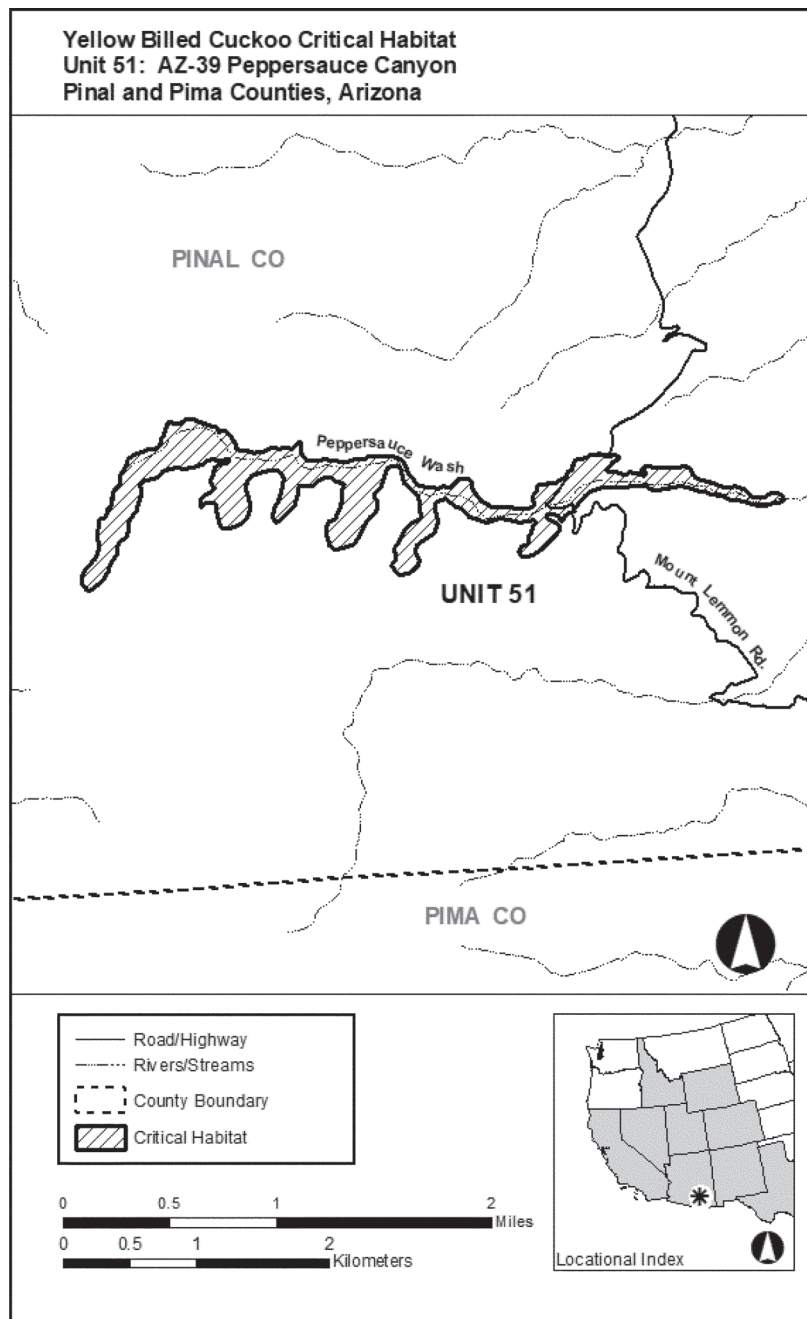 Yellow Billed Cuckoo Critical Habitat
Unit 51: AZ-39 Peppersauce Canyon
Pinal and Pima Counties, Arizona
PINAL CO
Peppersauce Wash
UNIT 51
Mount Lemmon Rd.
PIMA CO
Road/Highway
Rivers/Streams
County Boundary
Critical Habitat
0 0.5 1 2
Miles
0 0.5 1 2
Kilometers
Locational Index